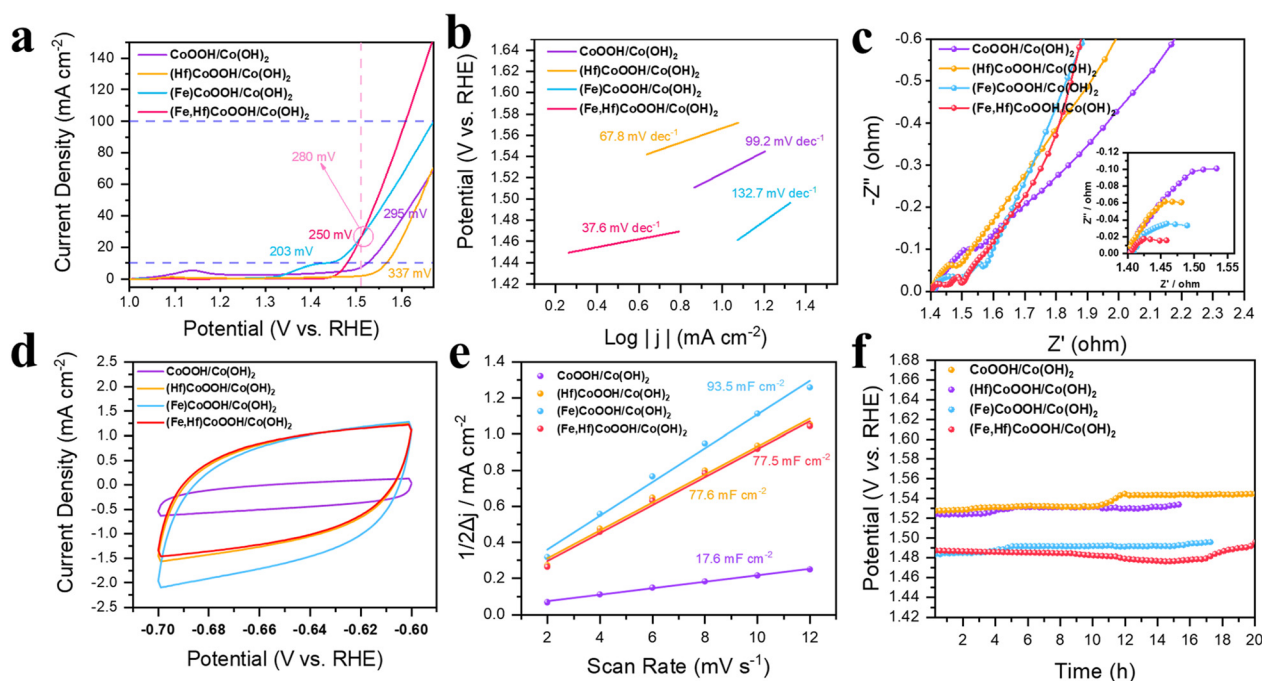 a
Current Density (mA cm⁻²)
140
120
100
80
60
40
20
0
CoOOH/Co(OH)₂
(Hf)CoOOH/Co(OH)₂
(Fe)CoOOH/Co(OH)₂
(Fe,Hf)CoOOH/Co(OH)₂
280 mV
295 mV
250 mV
203 mV
337 mV
1.0 1.1 1.2 1.3 1.4 1.5 1.6
Potential (V vs. RHE)
b
Potential (V vs. RHE)
1.64
1.60
1.56
1.54
1.52
1.48
1.46
1.44
1.42
CoOOH/Co(OH)₂
(Hf)CoOOH/Co(OH)₂
(Fe)CoOOH/Co(OH)₂
(Fe,Hf)CoOOH/Co(OH)₂
67.8 mV dec⁻¹
99.2 mV dec⁻¹
132.7 mV dec⁻¹
37.6 mV dec⁻¹
0.0 0.4 0.8 1.2
Log | j | (mA cm⁻²)
c
-Z" (ohm)
-0.6
-0.5
-0.4
-0.3
-0.2
-0.1
0.0
CoOOH/Co(OH)₂
(Hf)CoOOH/Co(OH)₂
(Fe)CoOOH/Co(OH)₂
(Fe,Hf)CoOOH/Co(OH)₂
Z" / ohm
-0.10
-0.08
-0.06
-0.04
-0.02
0.00
1.40 1.45 1.50 1.55
Z' / ohm
1.4 1.5 1.6 1.7 1.8 1.9 2.0 2.1 2.2 2.3 2.4
Z' (ohm)
d
Current Density (mA cm⁻²)
2.5
2.0
1.5
1.0
0.5
0.0
-0.5
-1.0
-1.5
-2.0
-2.5
CoOOH/Co(OH)₂
(Hf)CoOOH/Co(OH)₂
(Fe)CoOOH/Co(OH)₂
(Fe,Hf)CoOOH/Co(OH)₂
-0.70 -0.68 -0.66 -0.64 -0.62 -0.60
Potential (V vs. RHE)
e
1/2Δj / mA cm⁻²
1.4
1.2
1.0
0.8
0.6
0.4
0.2
0.0
CoOOH/Co(OH)₂
(Hf)CoOOH/Co(OH)₂
(Fe)CoOOH/Co(OH)₂
(Fe,Hf)CoOOH/Co(OH)₂
93.5 mF cm⁻²
77.5 mF cm⁻²
77.6 mF cm⁻²
17.6 mF cm⁻²
2 4 6 8 10 12
Scan Rate (mV s⁻¹)
f
Potential (V vs. RHE)
1.68
1.66
1.64
1.60
1.58
1.54
1.52
1.48
1.46
1.44
1.42
CoOOH/Co(OH)₂
(Hf)CoOOH/Co(OH)₂
(Fe)CoOOH/Co(OH)₂
(Fe,Hf)CoOOH/Co(OH)₂
2 4 6 8 10 12 14 16 18 20
Time (h)